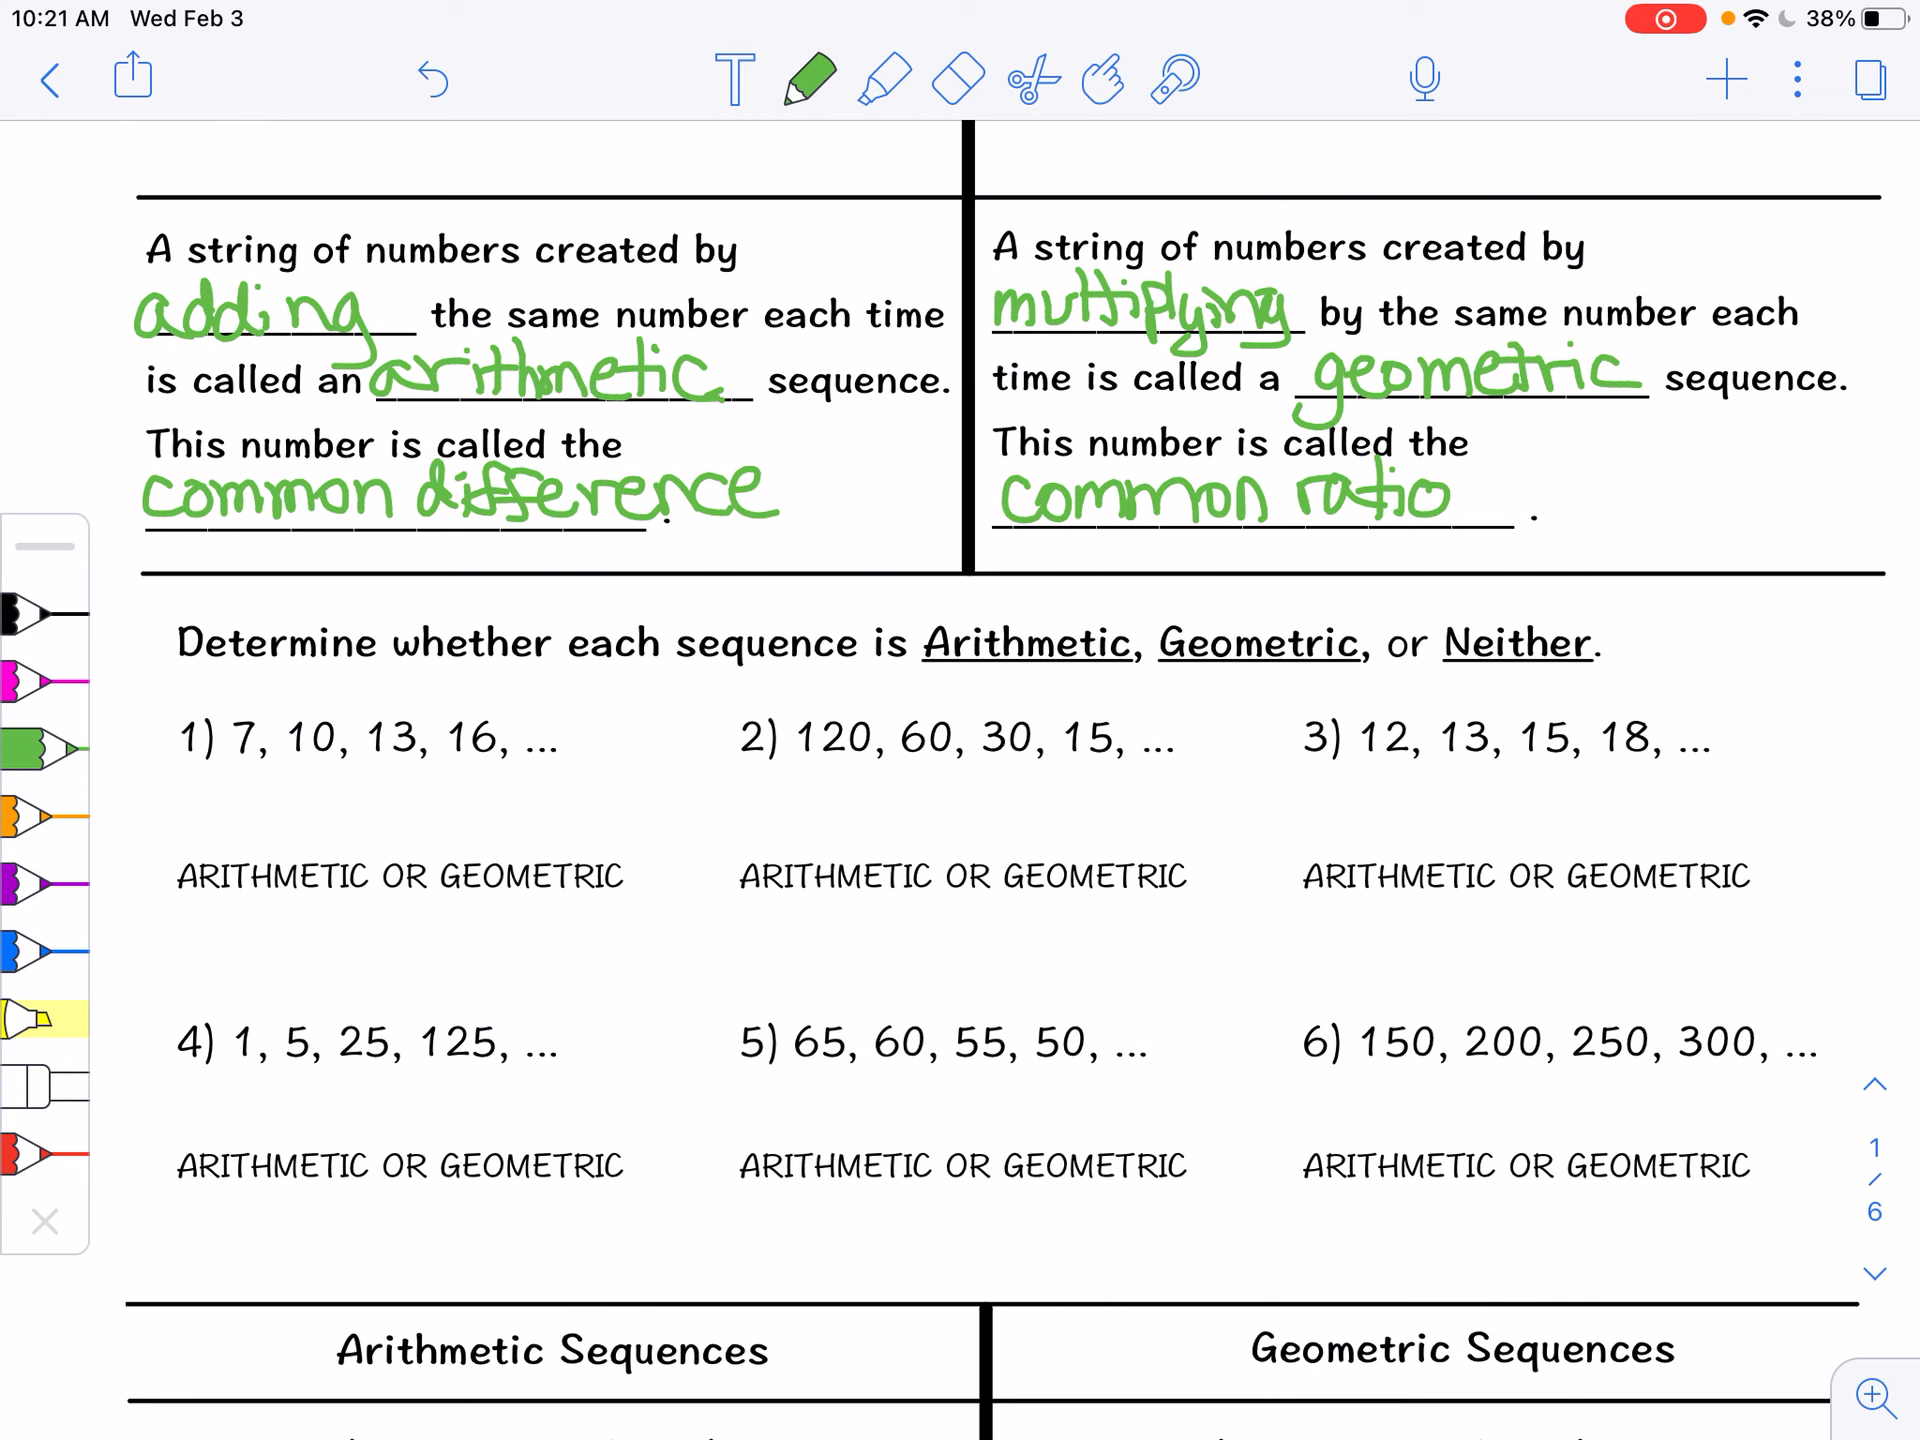 10:21 AM Wed Feb 3
38%
A string of numbers created by
adding the same number each time
is called an arithmetic sequence.
This number is called the
common difference.
A string of numbers created by
multiplying by the same number each
time is called a geometric sequence.
This number is called the
common ratio.
Determine whether each sequence is Arithmetic, Geometric, or Neither.
1) 7, 10, 13, 16, ...
2) 120, 60, 30, 15, ...
3) 12, 13, 15, 18, ...
ARITHMETIC OR GEOMETRIC
ARITHMETIC OR GEOMETRIC
ARITHMETIC OR GEOMETRIC
4) 1, 5, 25, 125, ...
5) 65, 60, 55, 50, ...
6) 150, 200, 250, 300, ...
ARITHMETIC OR GEOMETRIC
ARITHMETIC OR GEOMETRIC
ARITHMETIC OR GEOMETRIC
1
/
6
Arithmetic Sequences
Geometric Sequences